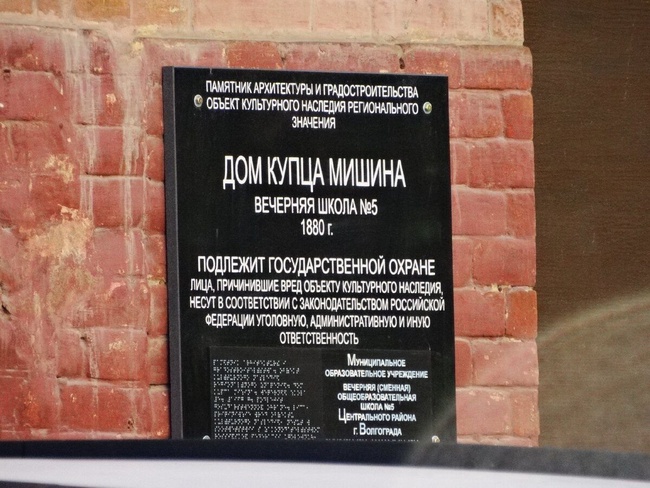 ПАМЯТНИК АРХИТЕКТУРЫ И ГРАДОСТРОИТЕЛЬСТВА
ОБЪЕКТ КУЛЬТУРНОГО НАСЛЕДИЯ РЕГИОНАЛЬНОГО
ЗНАЧЕНИЯ
ДОМ КУПЦА МИШИНА
ВЕЧЕРНЯЯ ШКОЛА №5
1880 г.
ПОДЛЕЖИТ ГОСУДАРСТВЕННОЙ ОХРАНЕ
ЛИЦА, ПРИЧИНИВШИЕ ВРЕД ОБЪЕКТУ КУЛЬТУРНОГО НАСЛЕДИЯ,
НЕСУТ В СООТВЕТСТВИИ С ЗАКОНОДАТЕЛЬСТВОМ РОССИЙСКОЙ
ФЕДЕРАЦИИ УГОЛОВНУЮ, АДМИНИСТРАТИВНУЮ И ИНУЮ
ОТВЕТСТВЕННОСТЬ
МУНИЦИПАЛЬНОЕ
ОБРАЗОВАТЕЛЬНОЕ УЧРЕЖДЕНИЕ
ВЕЧЕРНЯЯ (СМЕННАЯ)
ОБЩЕОБРАЗОВАТЕЛЬНАЯ
ШКОЛА №5
ЦЕНТРАЛЬНОГО РАЙОНА
Г. ВОЛГОГРАДА